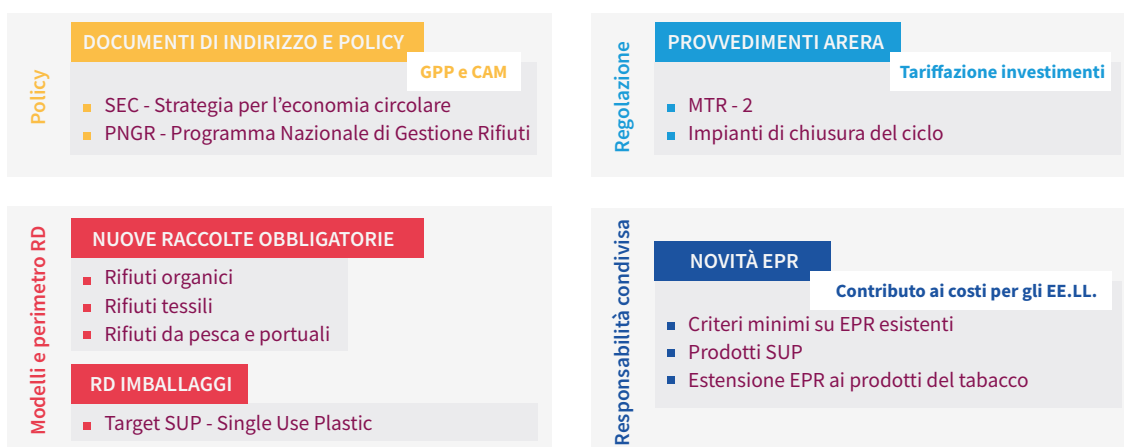 Policy
DOCUMENTI DI INDIRIZZO E POLICY
GPP e CAM
SEC - Strategia per l'economia circolare
PNGR - Programma Nazionale di Gestione Rifiuti
Regolazione
PROVVEDIMENTI ARERA
Tariffazione investimenti
MTR - 2
Impianti di chiusura del ciclo
Modelli e perimetro RD
NUOVE RACCOLTE OBBLIGATORIE
Rifiuti organici
Rifiuti tessili
Rifiuti da pesca e portuali
RD IMBALLAGGI
Target SUP - Single Use Plastic
Responsabilità condivisa
NOVITÀ EPR
Contributo ai costi per gli EE.LL.
Criteri minimi su EPR esistenti
Prodotti SUP
Estensione EPR ai prodotti del tabacco